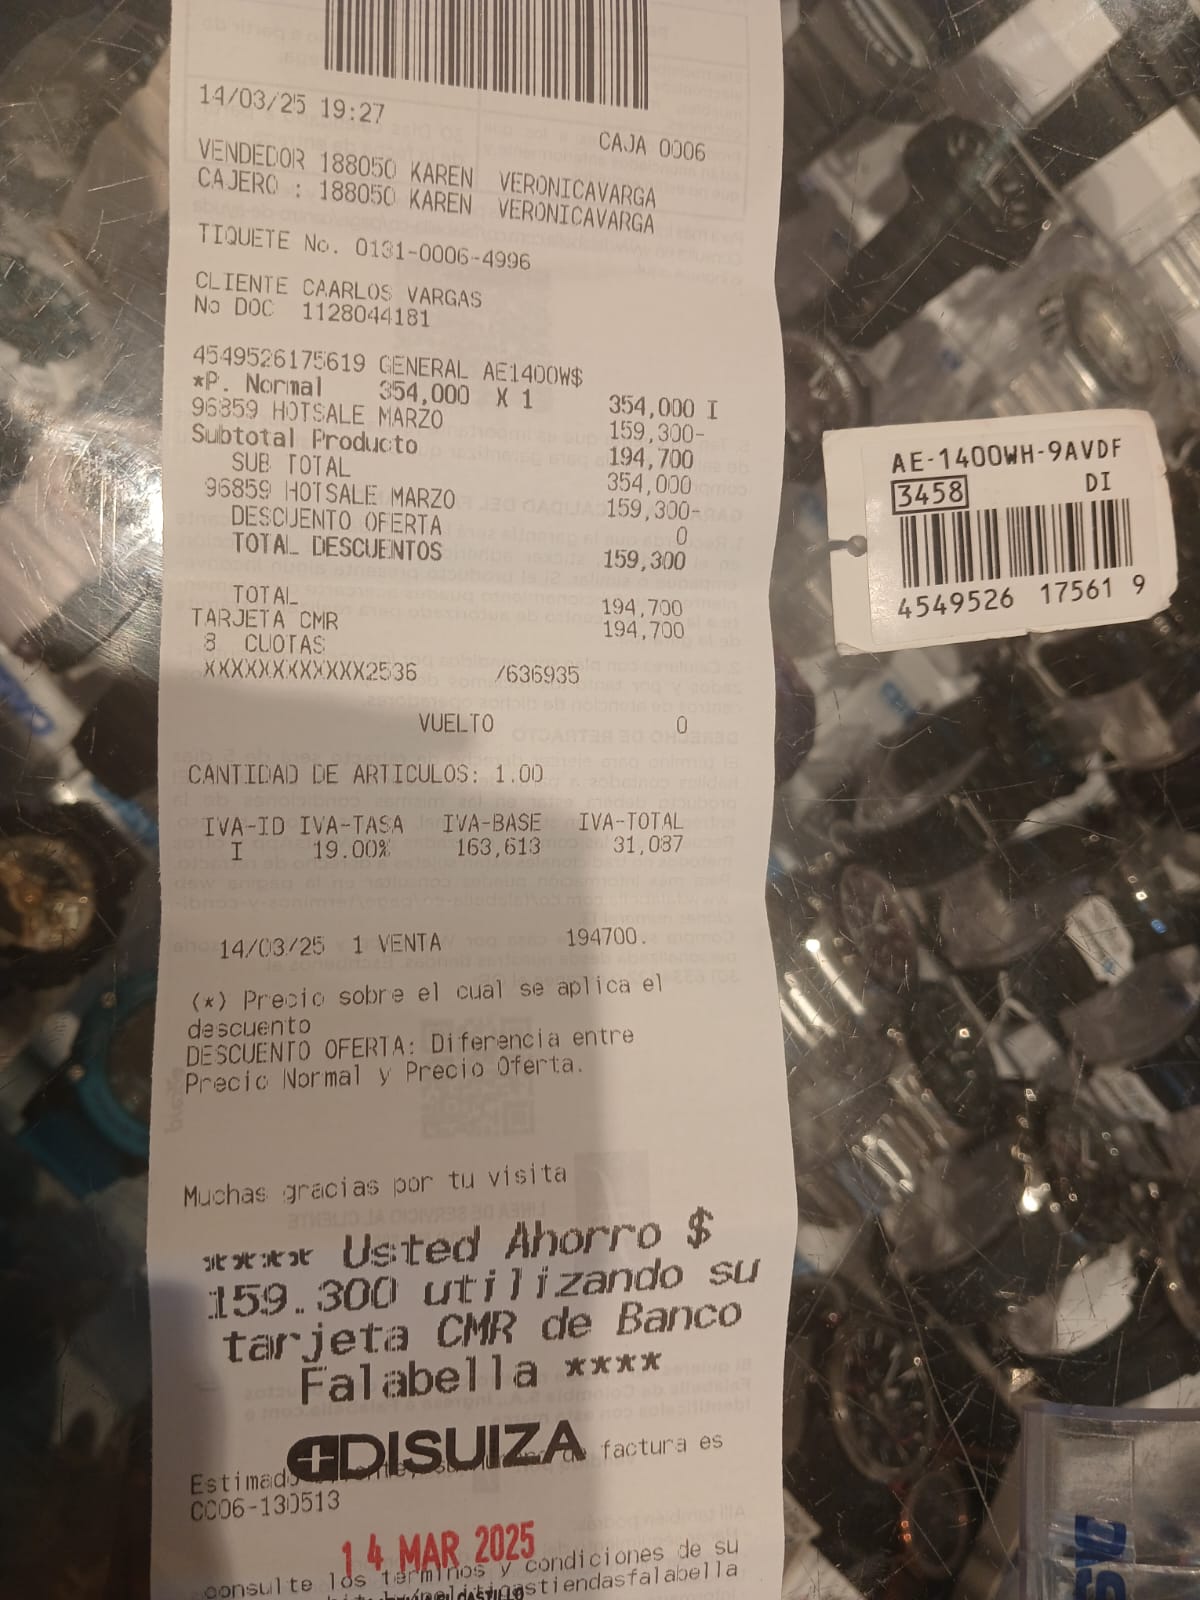 14/03/25 19:27
CAJA 0006
VENDEDOR 188050 KAREN VERONICAVARGA
CAJERO : 188050 KAREN VERONICAVARGA
TIQUETE No. 0131-0006-4996
CLIENTE CAARLOS VARGAS
No DOC 1128044181
4549526175619 GENERAL AE1400W$
*P. Normal 354,000 X 1 354,000 I
96859 HOTSALE MARZO 159,300-
Subtotal Producto 194,700
SUB TOTAL 354,000
96859 HOTSALE MARZO 159,300-
DESCUENTO OFERTA 0
TOTAL DESCUENTOS 159,300
TOTAL 194,700
TARJETA CMR 194,700
8 CUOTAS
XXXXXXXXXXXX2536 /636935
VUELTO 0
CANTIDAD DE ARTICULOS: 1.00
IVA-ID IVA-TASA IVA-BASE IVA-TOTAL
I 19.00% 163,613 31,087
14/03/25 1 VENTA 194700.
(*) Precio sobre el cual se aplica el
descuento
DESCUENTO OFERTA: Diferencia entre
Precio Normal y Precio Oferta.
Muchas gracias por tu visita
**** Usted Ahorro $
159.300 utilizando su
tarjeta CMR de Banco
Falabella ****
DISUIZA
Estimado factura es
CC06-130513
14 MAR 2025
consulte los terminos y condiciones de su
tiendasfalabella
CASTILLO
AE-1400WH-9AVDF
3458 DI
4549526 17561 9